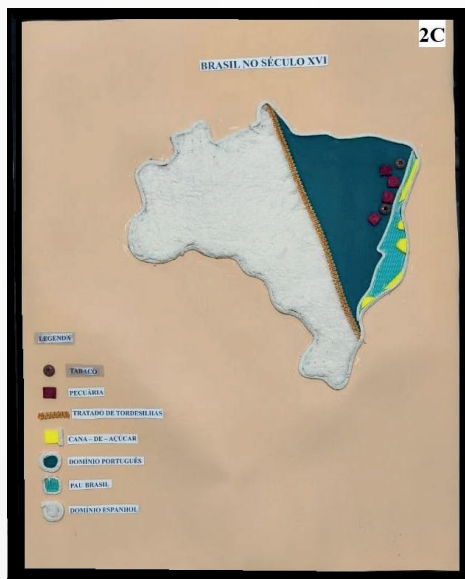 2C
BRASIL NO SÉCULO XVI
LEGENDA
TABACO
PECUÁRIA
TRATADO DE TORDESILHAS
CANA – DE – AÇÚCAR
DOMÍNIO PORTUGUÊS
PAU BRASIL
DOMÍNIO ESPANHOL